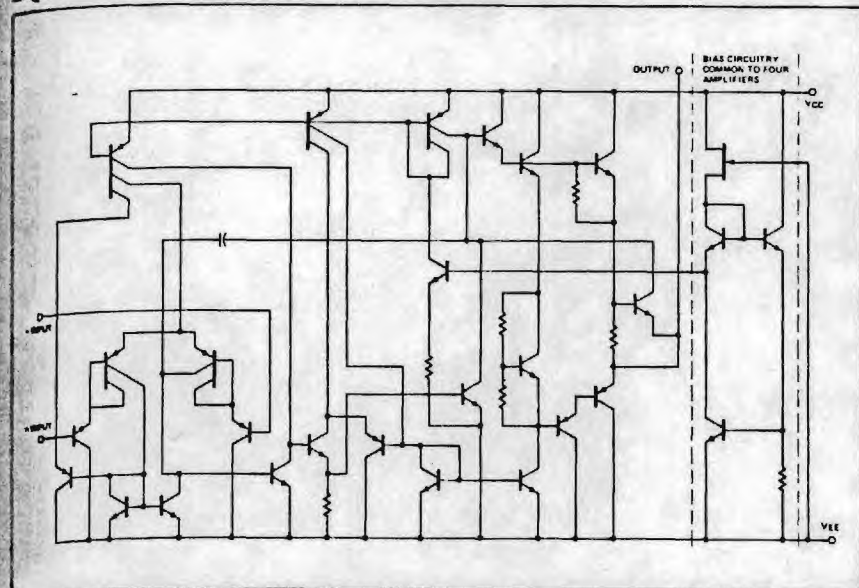 BIAS CIRCUITRY
COMMON TO FOUR
AMPLIFIERS
OUTPUT
VCC
INPUT
INPUT
VEE